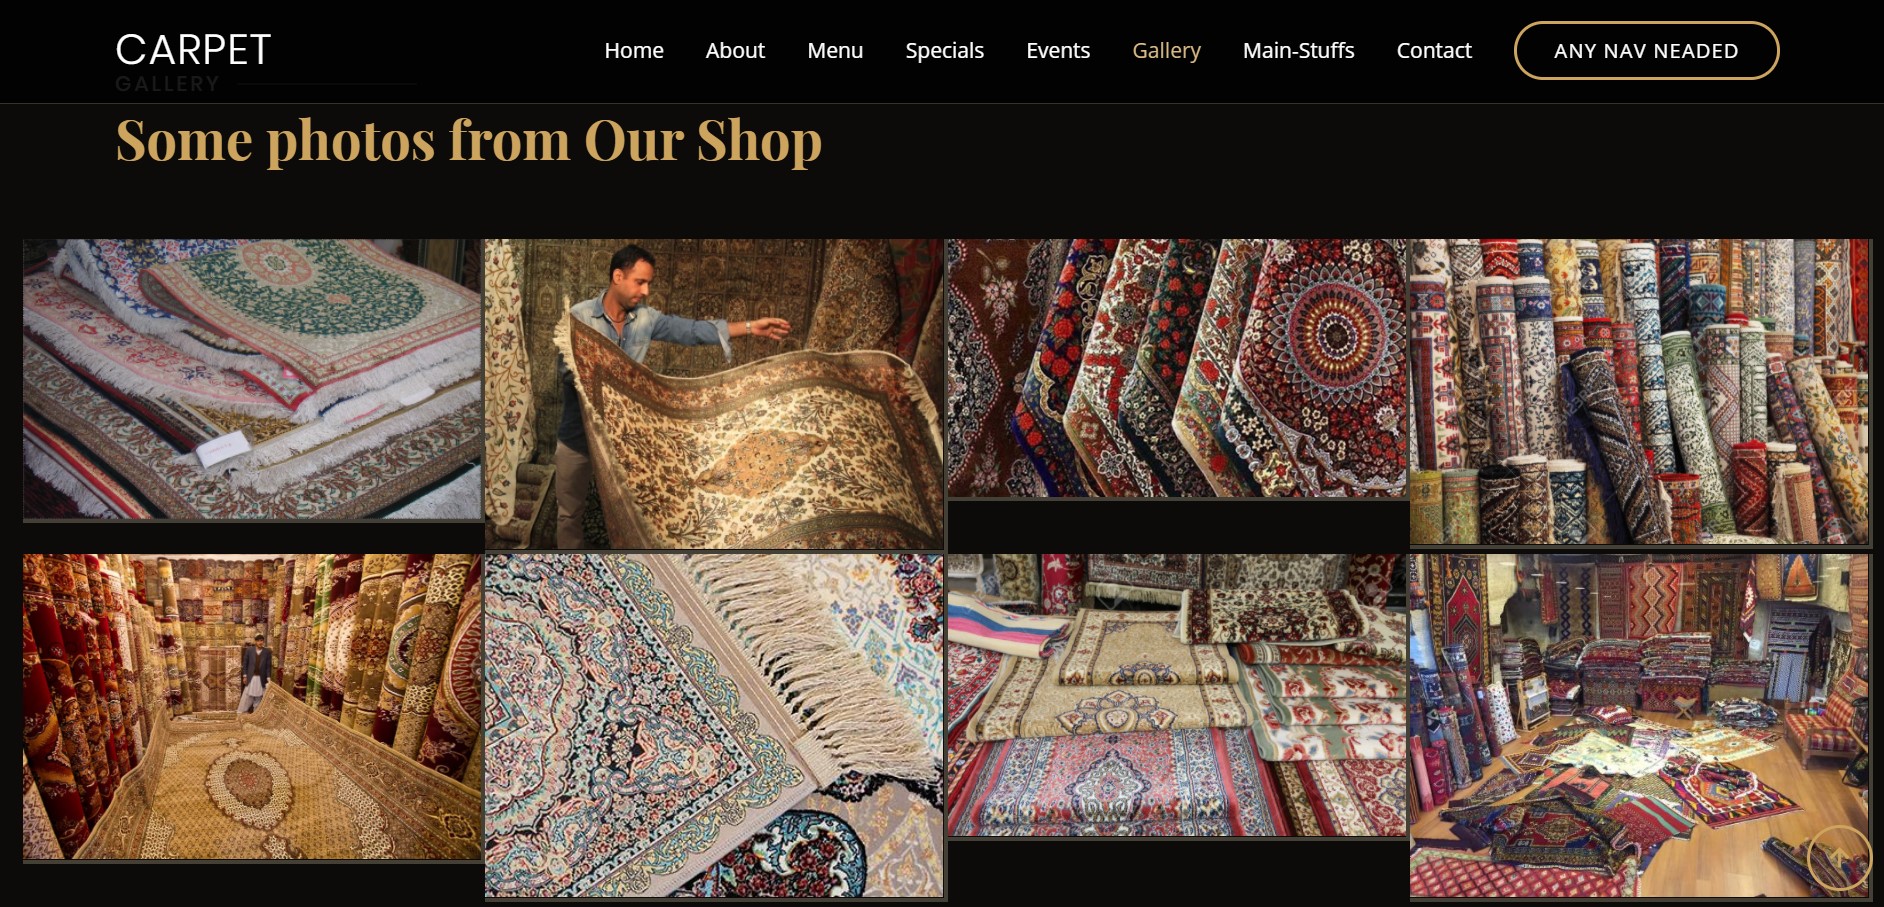 CARPET
Home About Menu Specials Events Gallery Main-Stuffs Contact ANY NAV NEADED
GALLERY
Some photos from Our Shop